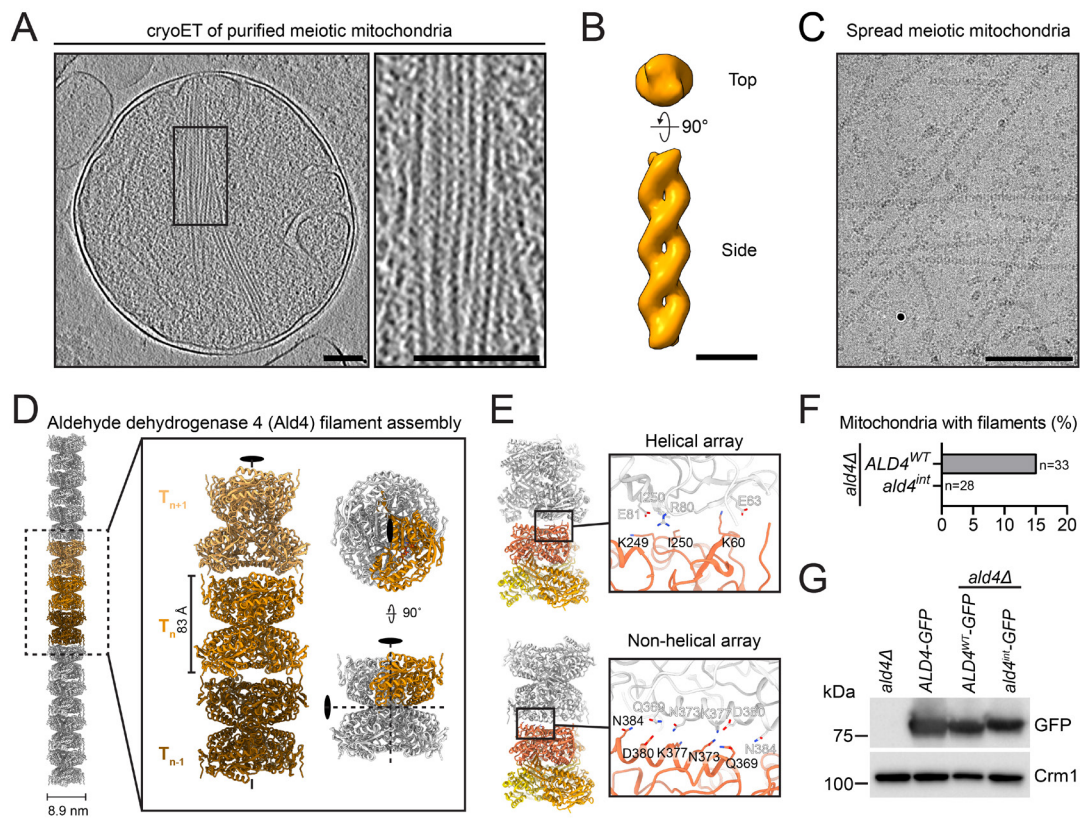 A
cryoET of purified meiotic mitochondria
B
Top
90°
Side
C
Spread meiotic mitochondria
D
Aldehyde dehydrogenase 4 (Ald4) filament assembly
Tn+1
Tn
83 Å
Tn-1
90°
8.9 nm
E
Helical array
I250
R80
E63
E81
K249
I250
K60
Non-helical array
Q369
N373
K377
D380
N384
N384
D380
K377
N373
Q369
F
Mitochondria with filaments (%)
ald4Δ
ALD4WT
n=33
ald4int
n=28
0 5 10 15 20
G
ald4Δ
ald4Δ
ALD4-GFP
ALD4WT-GFP
ald4int-GFP
kDa
75
GFP
100
Crm1